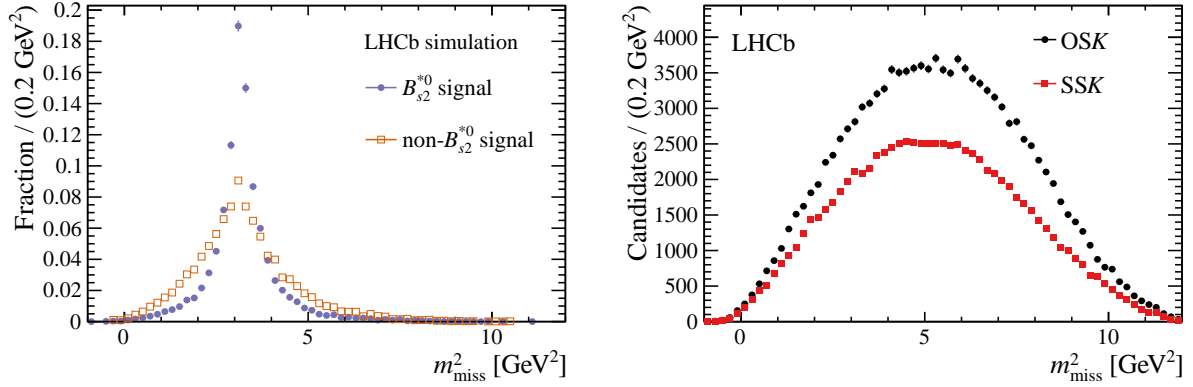 Fraction / (0.2 GeV²)
0.2
0.18
0.16
0.14
0.12
0.1
0.08
0.06
0.04
0.02
0
LHCb simulation
B*0s2 signal
non-B*0s2 signal
0 5 10
m²miss [GeV²]
Candidates / (0.2 GeV²)
4000
3500
3000
2500
2000
1500
1000
500
0
LHCb
OSK
SSK
0 5 10
m²miss [GeV²]